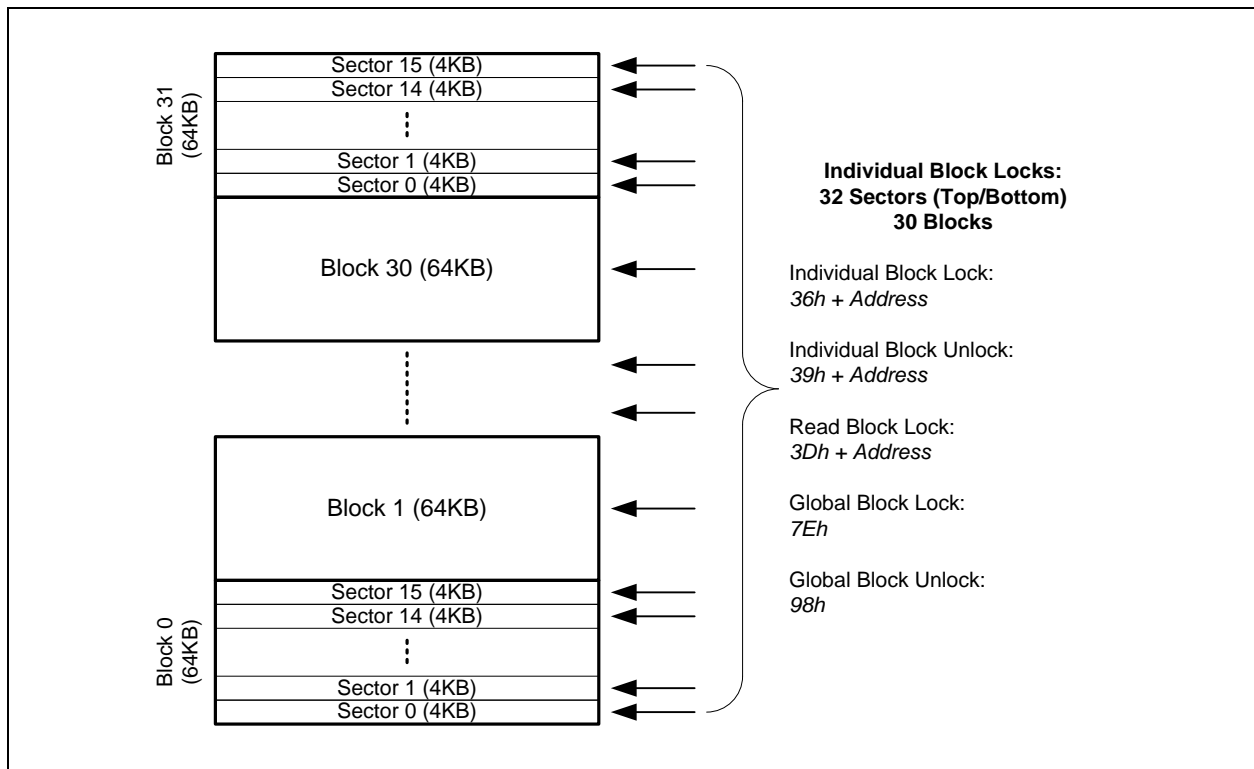 Sector 15 (4KB)
Sector 14 (4KB)
Sector 1 (4KB)
Sector 0 (4KB)
Block 31
(64KB)
Block 30 (64KB)
Block 1 (64KB)
Sector 15 (4KB)
Sector 14 (4KB)
Sector 1 (4KB)
Sector 0 (4KB)
Block 0
(64KB)
Individual Block Locks:
32 Sectors (Top/Bottom)
30 Blocks
Individual Block Lock:
36h + Address
Individual Block Unlock:
39h + Address
Read Block Lock:
3Dh + Address
Global Block Lock:
7Eh
Global Block Unlock:
98h